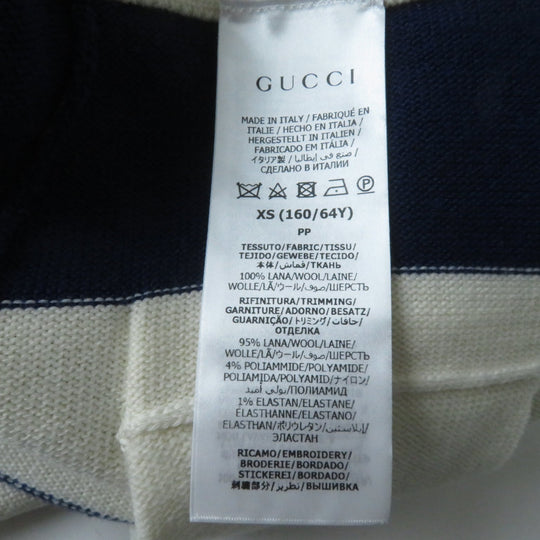 GUCCI
MADE IN ITALY / FABRIQUÉ EN
ITALIE / HECHO EN ITALIA /
HERGESTELLT IN ITALIEN /
FABRICADO EM ITÁLIA /
イタリア製 / صنع في إيطاليا /
СДЕЛАНО В ИТАЛИИ
P
XS (160/64Y)
PP
TESSUTO/FABRIC/TISSU/
TEJIDO/GEWEBE/TECIDO/
本体/قماش/ТКАНЬ
100% LANA/WOOL/LAINE/
WOLLE/LÃ/ウール/صوف/ШЕРСТЬ
RIFINITURA/TRIMMING/
GARNITURE/ADORNO/BESATZ/
GUARNIÇÃO/トリミング/حافات/
ОТДЕЛКА
95% LANA/WOOL/LAINE/
WOLLE/LÃ/ウール/صوف/ШЕРСТЬ
4% POLIAMMIDE/POLYAMIDE/
POLIAMIDA/POLYAMID/ナイロン/
بولي أميد/ПОЛИАМИД
1% ELASTAN/ELASTANE/
ÉLASTHANNE/ELASTANO/
ELASTHAN/ポリウレタン/إيلاستين/
ЭЛАСТАН
RICAMO/EMBROIDERY/
BRODERIE/BORDADO/
STICKEREI/BORDADO/
刺繍部分/تطريز/ВЫШИВКА